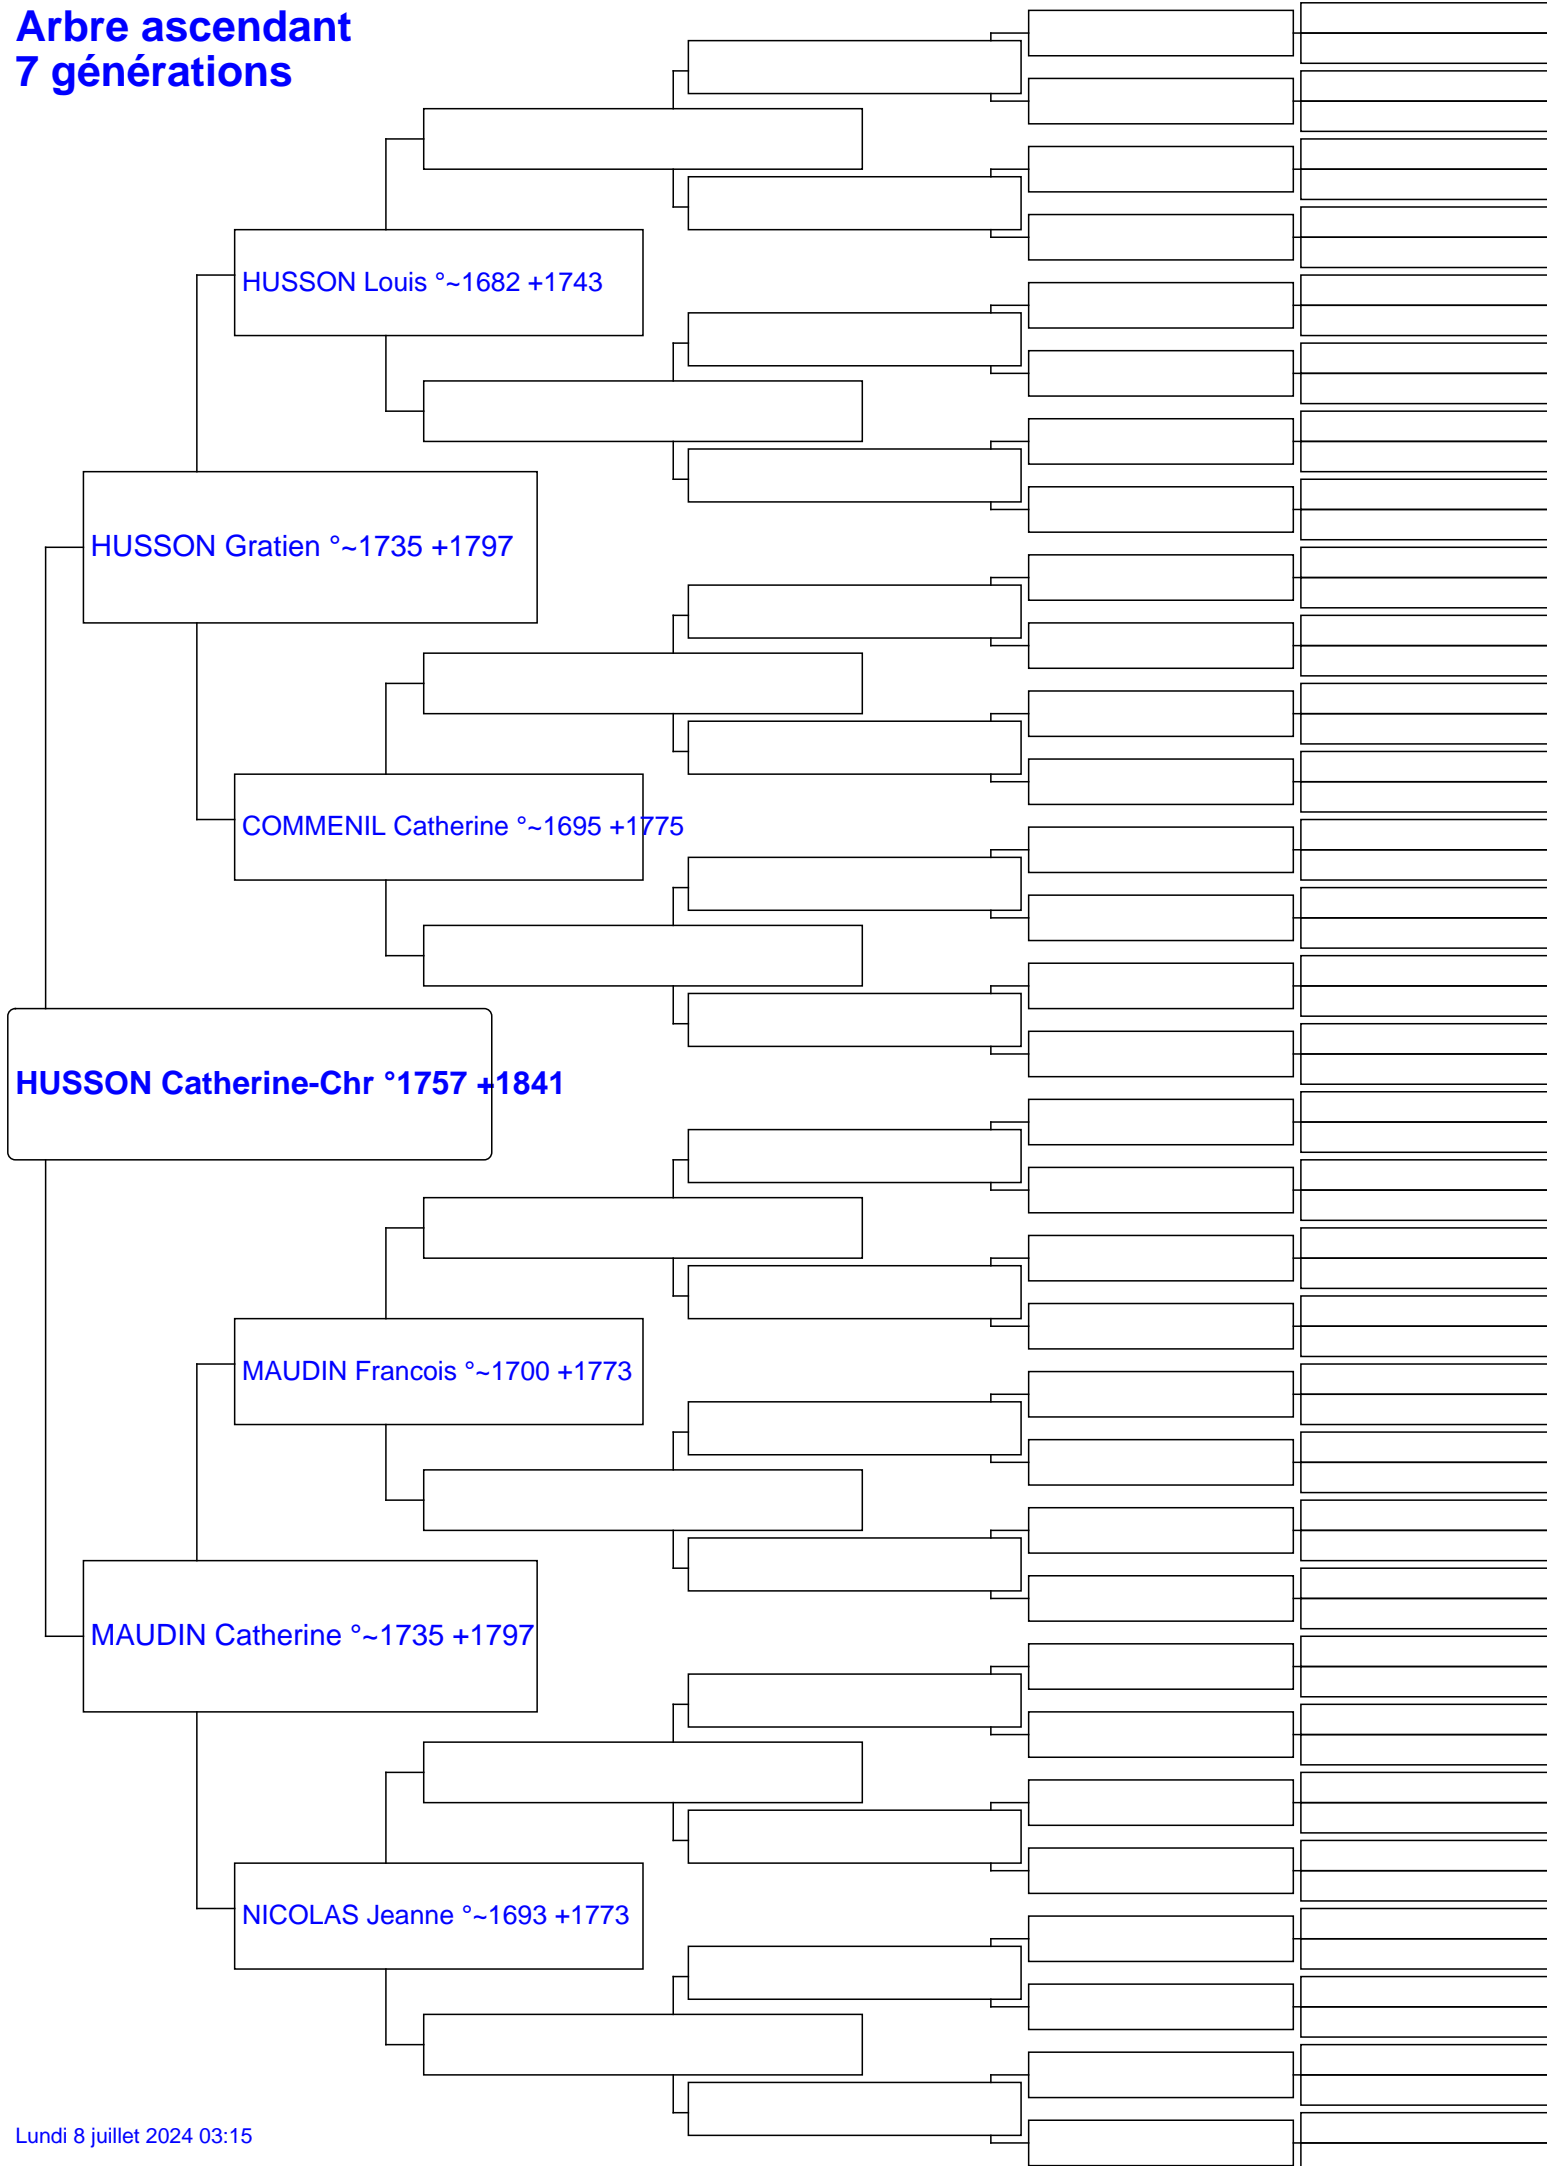 Arbre ascendant
7 générations
HUSSON Louis °~1682 +1743
HUSSON Gratien °~1735 +1797
COMMENIL Catherine °~1695 +1775
HUSSON Catherine-Chr °1757 +1841
MAUDIN Francois °~1700 +1773
MAUDIN Catherine °~1735 +1797
NICOLAS Jeanne °~1693 +1773
Lundi 8 juillet 2024 03:15